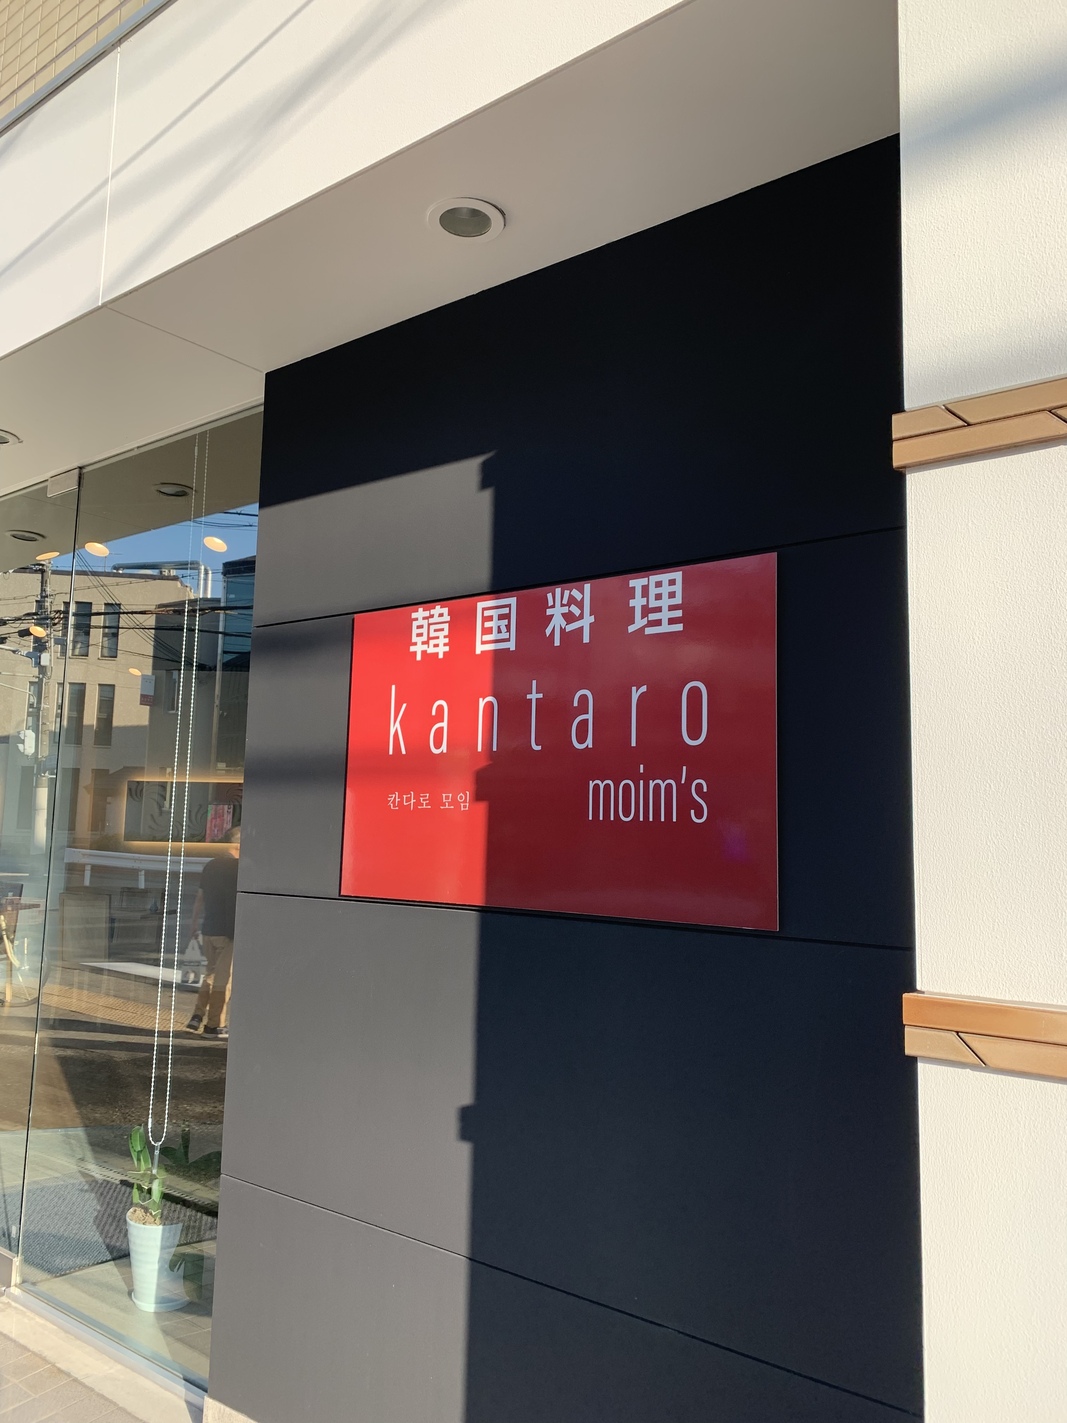 韓国料理
kantaro
moim's
칸다로 모임